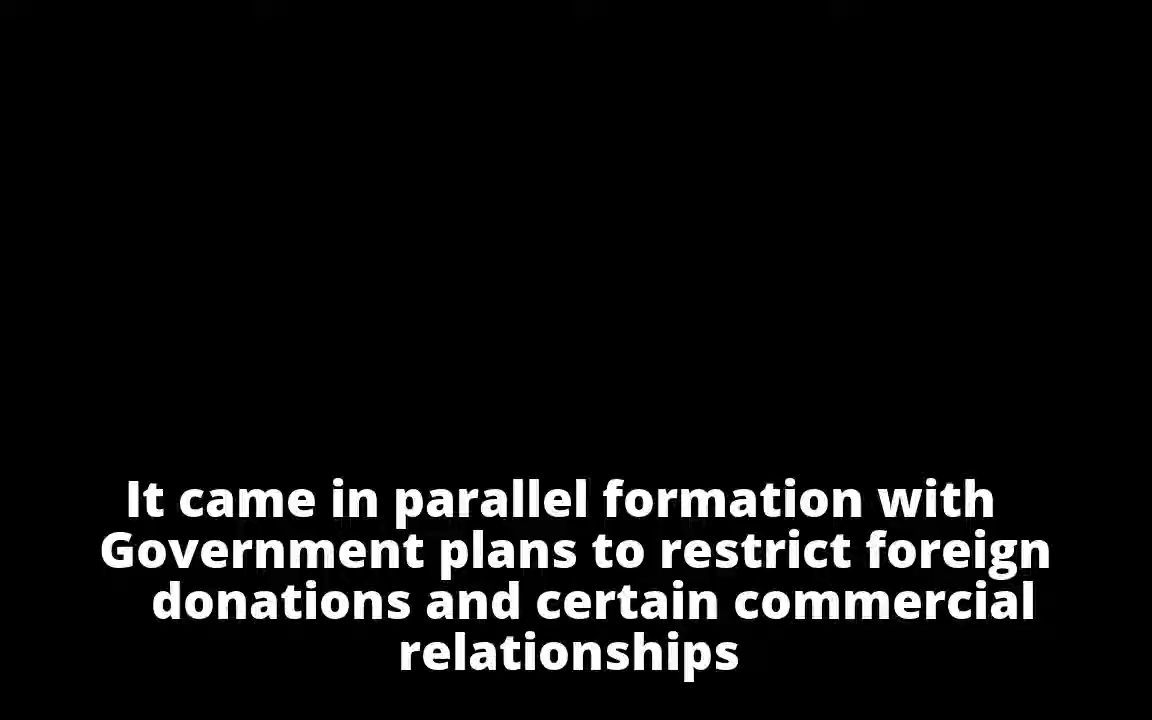 It came in parallel formation with
Government plans to restrict foreign
donations and certain commercial
relationships